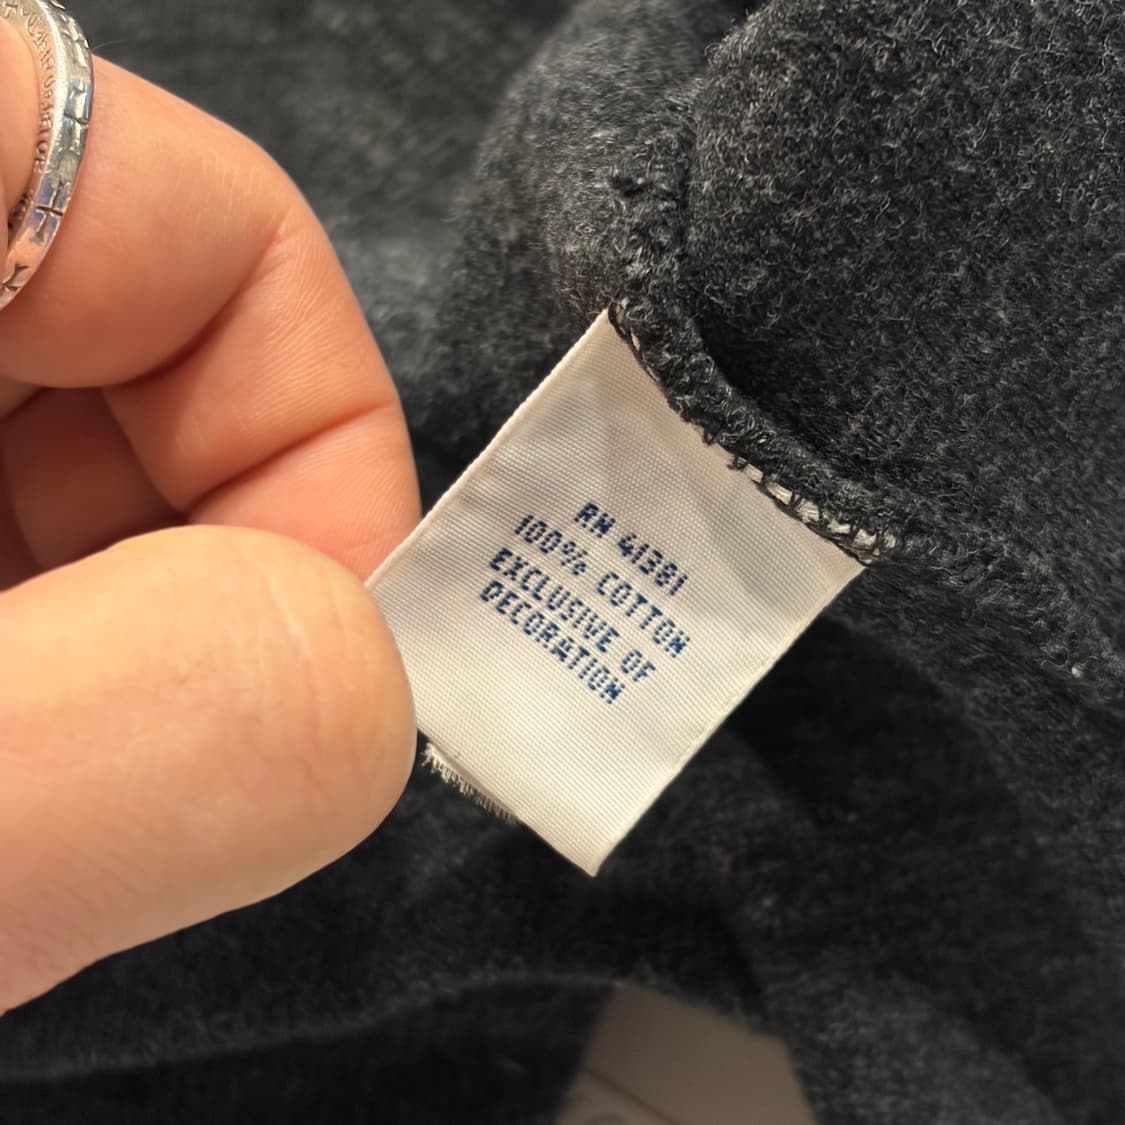 RN 41381
100% COTTON
EXCLUSIVE OF
DECORATION